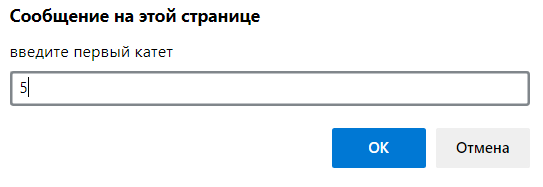 Сообщение на этой странице
введите первый катет
5
ОК
Отмена